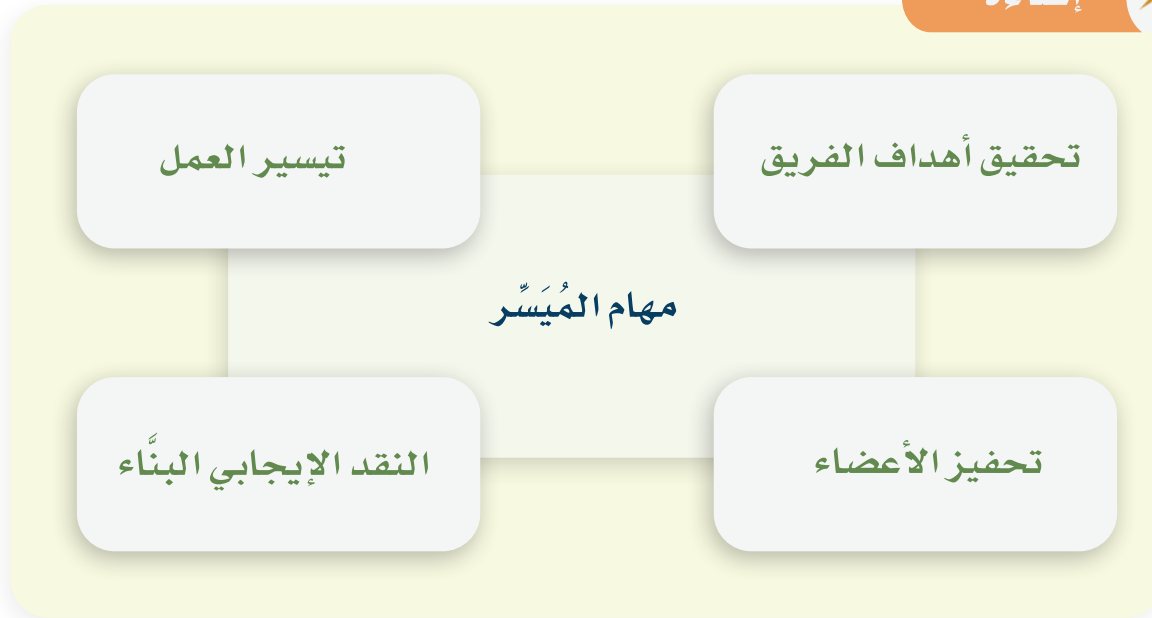 تحقيق أهداف الفريق
تيسير العمل
مهام المُيَسِّر
تحفيز الأعضاء
النقد الإيجابي البنَّاء